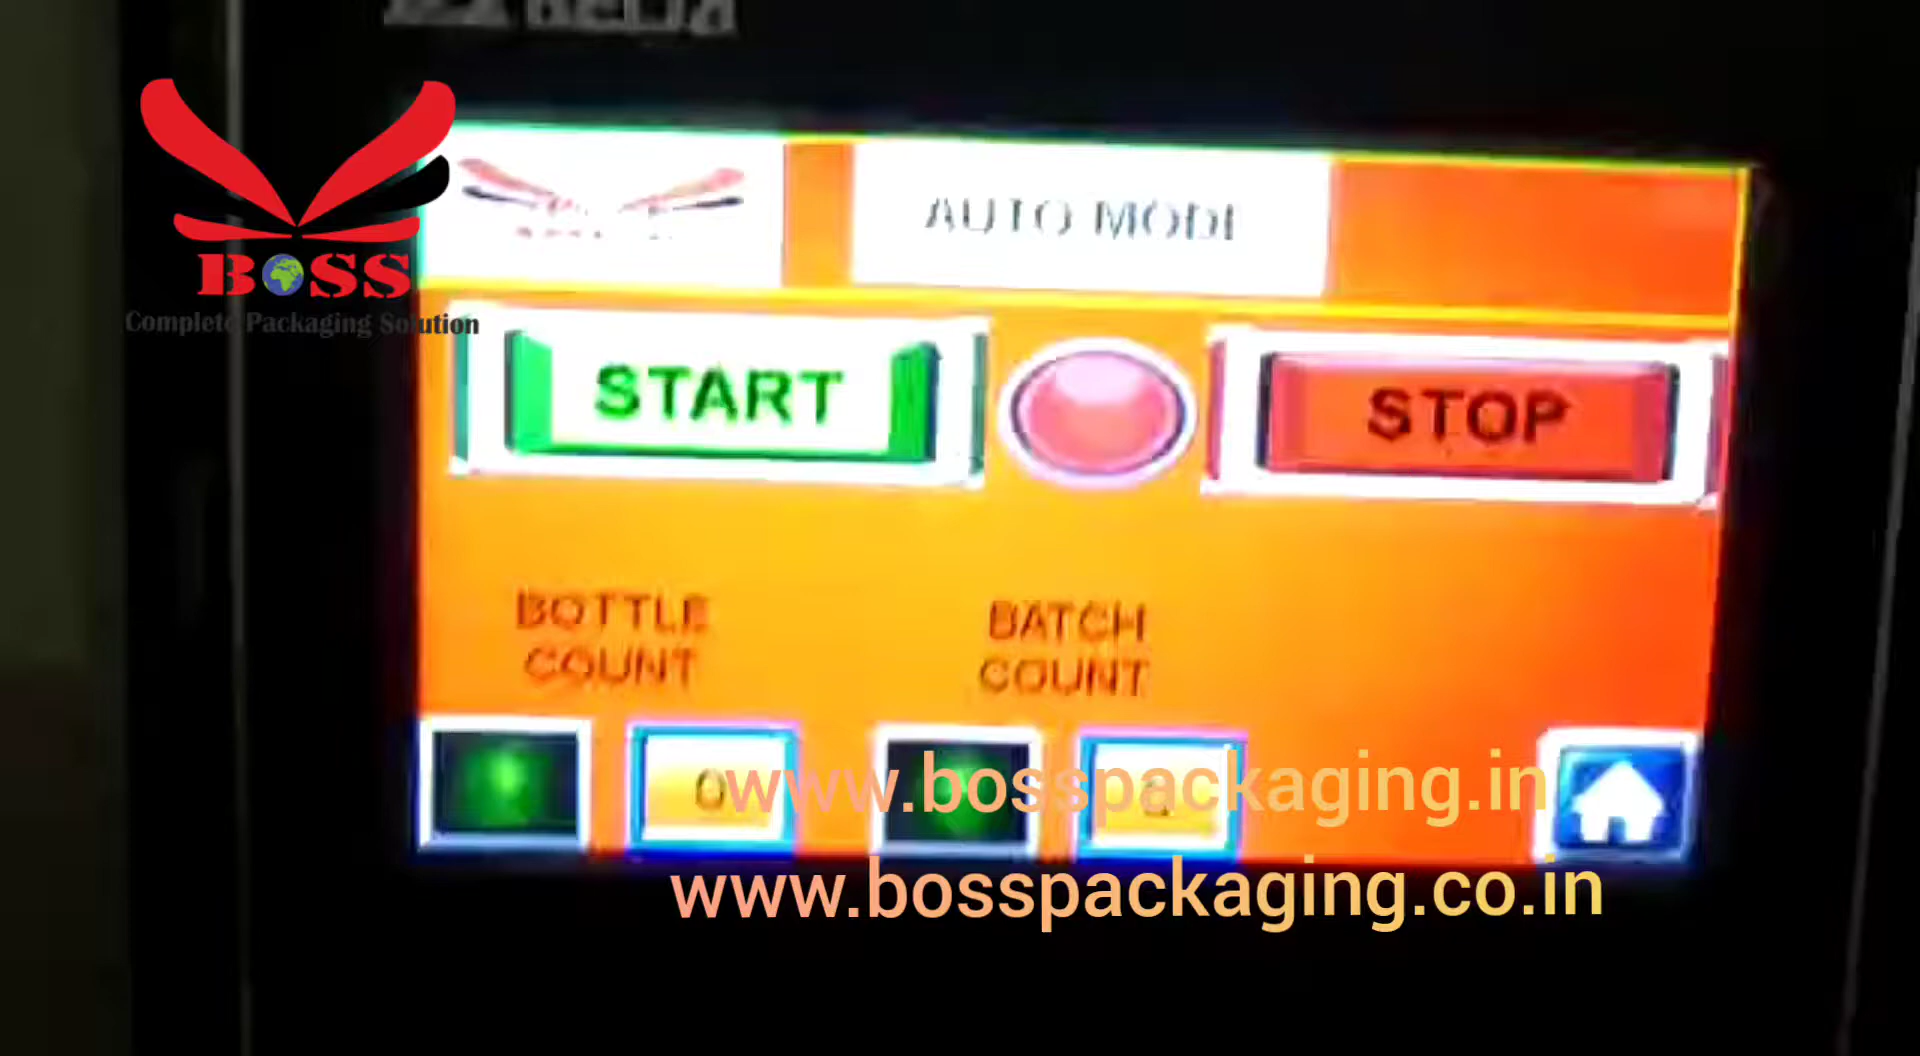 BOSS
Complete Packaging Solution
AUTO MODE
START
STOP
BOTTLE
COUNT
BATCH
COUNT
0
www.bosspackaging.in
www.bosspackaging.co.in